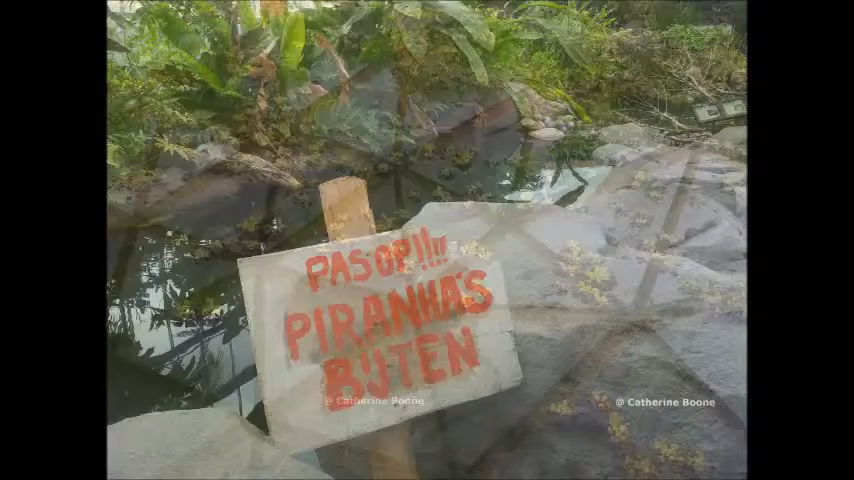 PAS OP!!!!
PIRANHA'S
BIJTEN
@ Catherine Boone
@ Catherine Boone